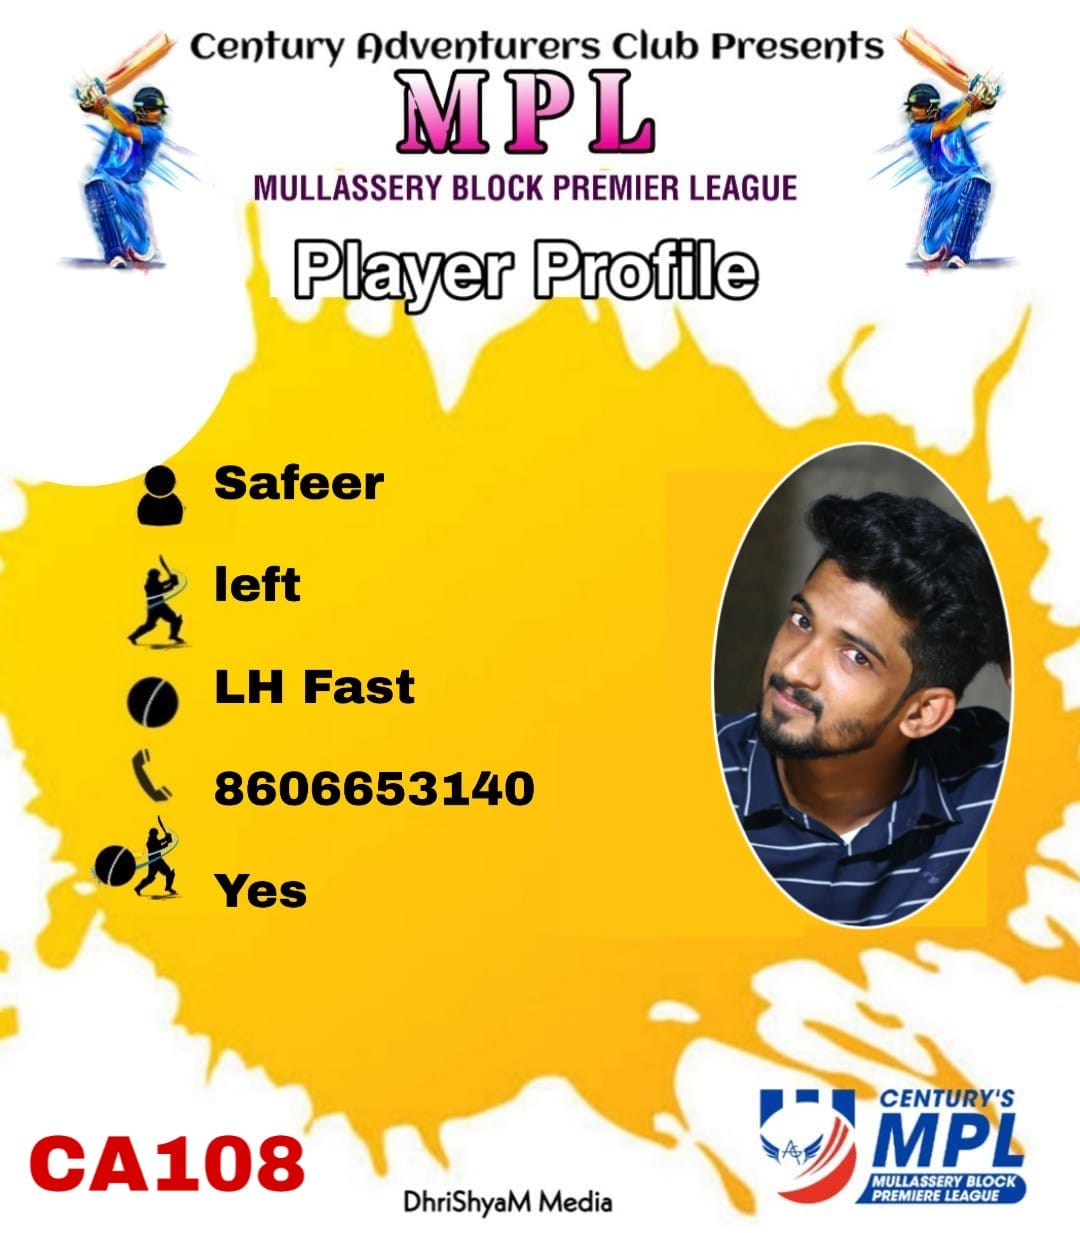 Century Adventurers Club Presents
MPL
MULLASSERY BLOCK PREMIER LEAGUE
Player Profile
Safeer
left
LH Fast
8606653140
Yes
CA108
DhriShyaM Media
CENTURY'S
MPL
MULLASSERY BLOCK
PREMIERE LEAGUE